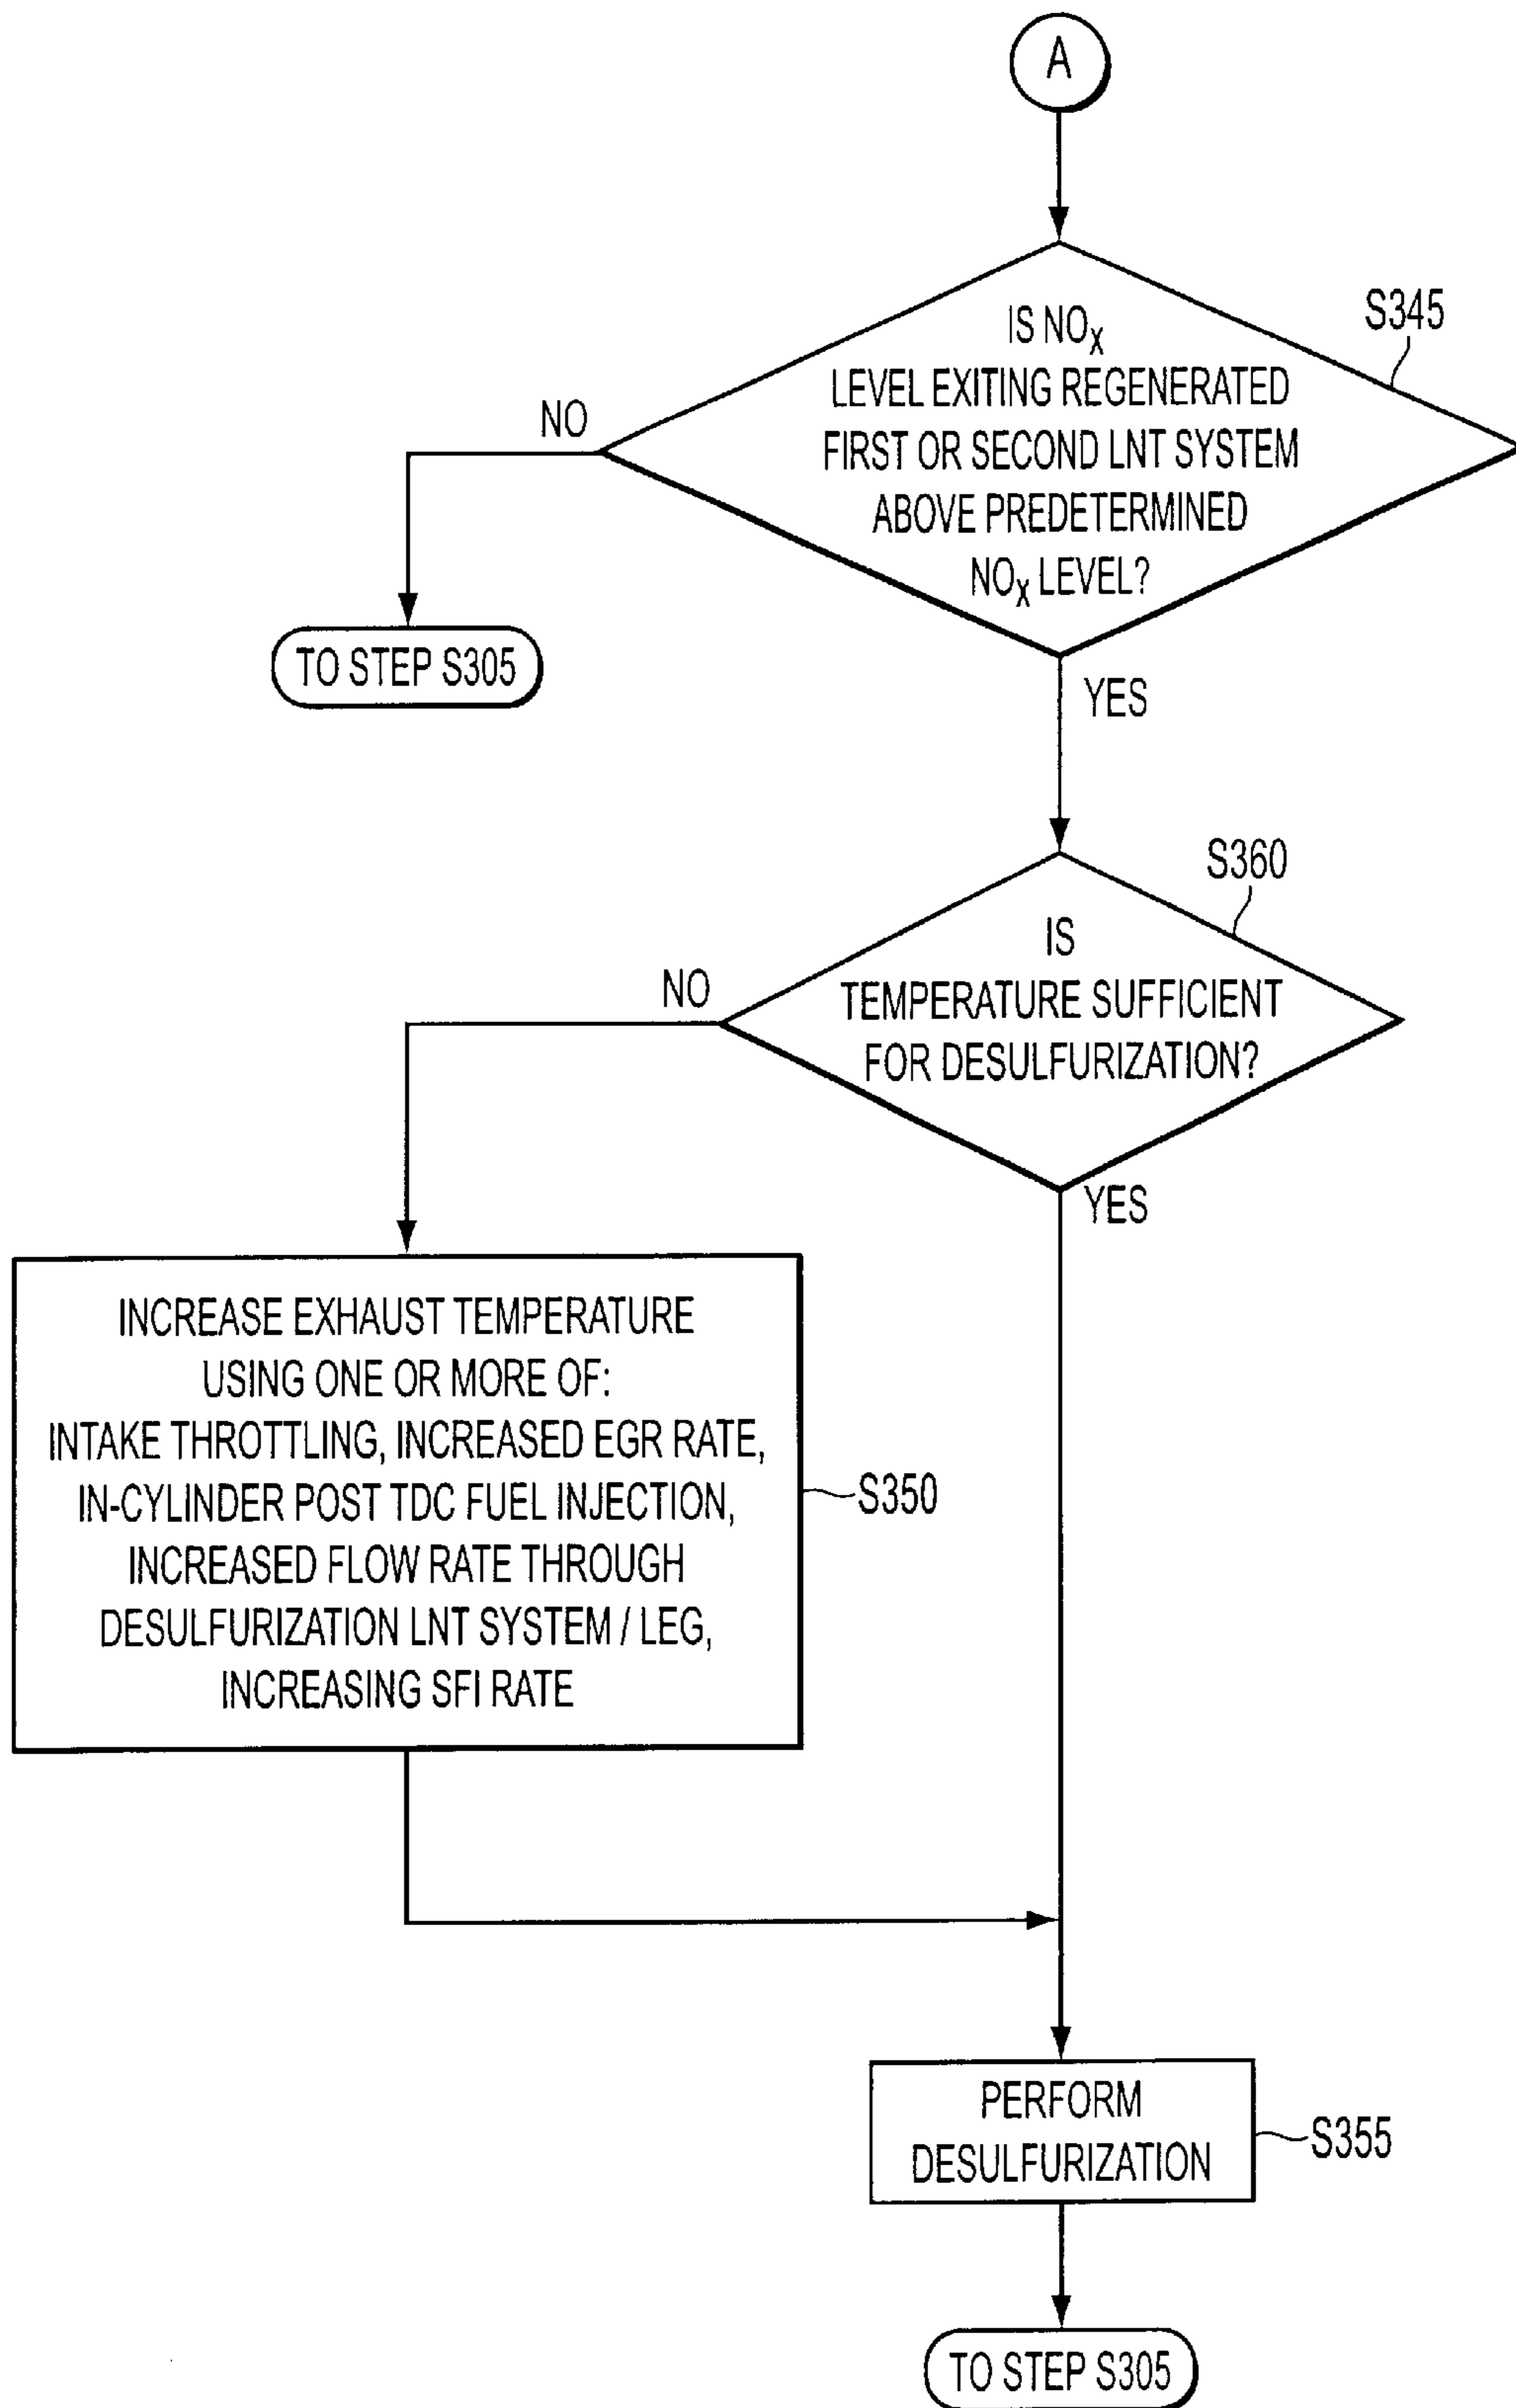 A
IS NOX
LEVEL EXITING REGENERATED
FIRST OR SECOND LNT SYSTEM
ABOVE PREDETERMINED
NOX LEVEL?
S345
NO
TO STEP S305
YES
S360
IS
TEMPERATURE SUFFICIENT
FOR DESULFURIZATION?
NO
YES
INCREASE EXHAUST TEMPERATURE
USING ONE OR MORE OF:
INTAKE THROTTLING, INCREASED EGR RATE,
IN-CYLINDER POST TDC FUEL INJECTION,
INCREASED FLOW RATE THROUGH
DESULFURIZATION LNT SYSTEM / LEG,
INCREASING SFI RATE
S350
PERFORM
DESULFURIZATION
S355
TO STEP S305